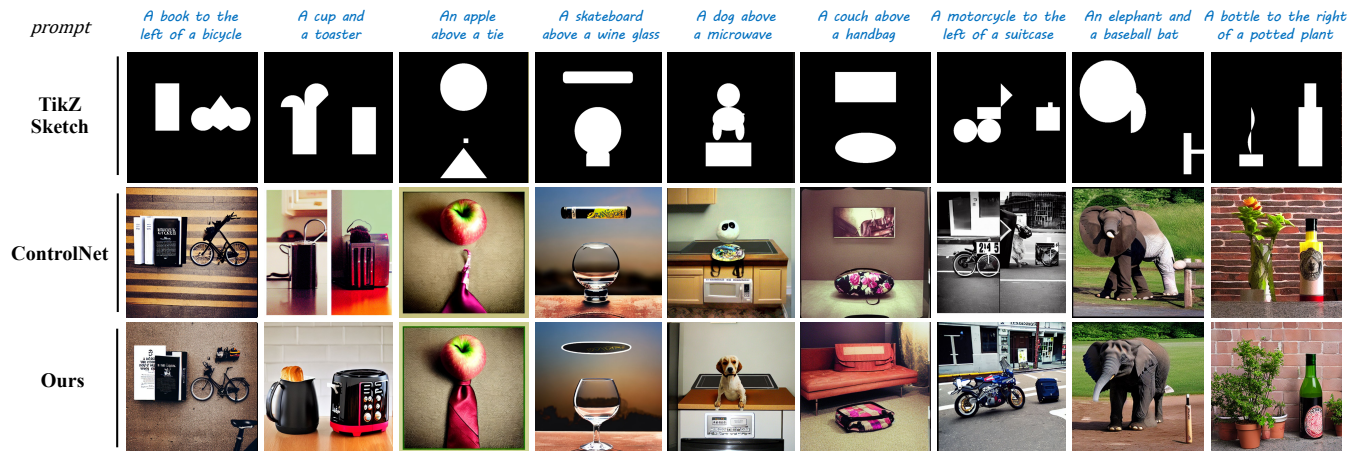 prompt
A book to the
left of a bicycle
A cup and
a toaster
An apple
above a tie
A skateboard
above a wine glass
A dog above
a microwave
A couch above
a handbag
A motorcycle to the
left of a suitcase
An elephant and
a baseball bat
A bottle to the right
of a potted plant
TikZ
Sketch
ControlNet
Ours